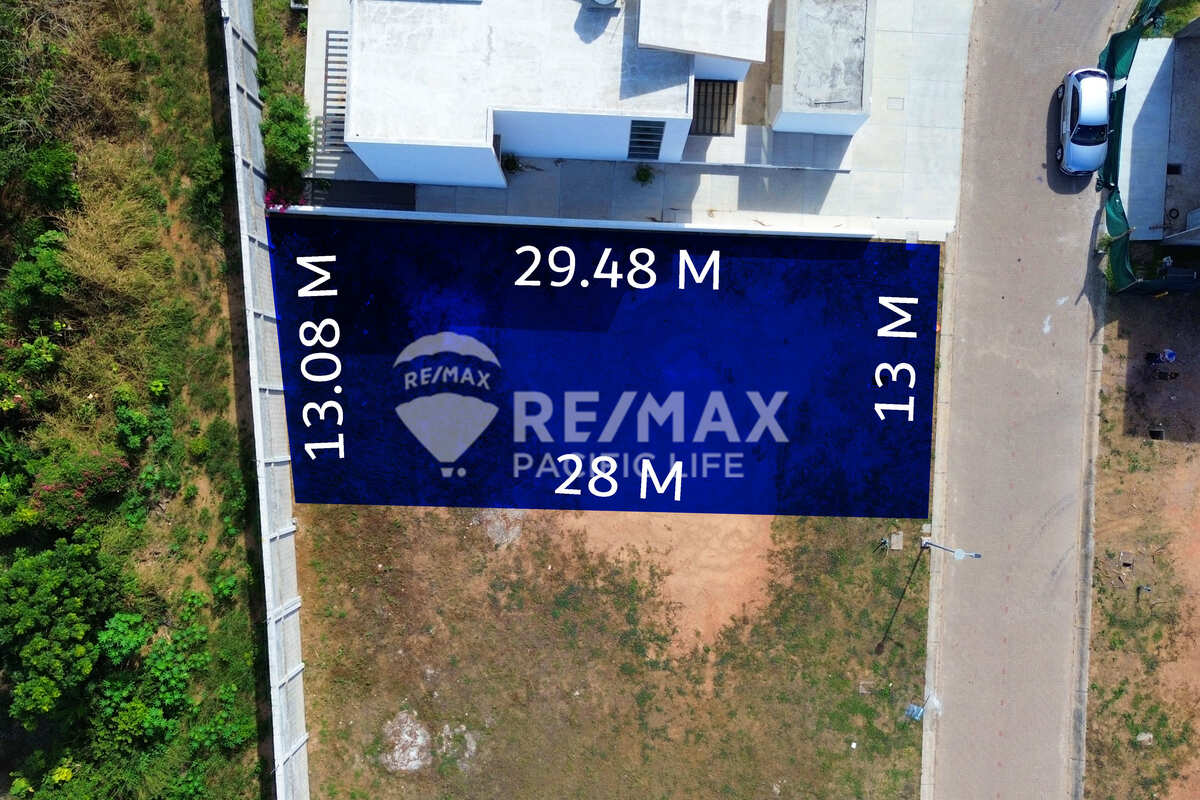 29.48 M
13.08 M
13 M
RE/MAX
RE/MAX
PACIFIC LIFE
28 M